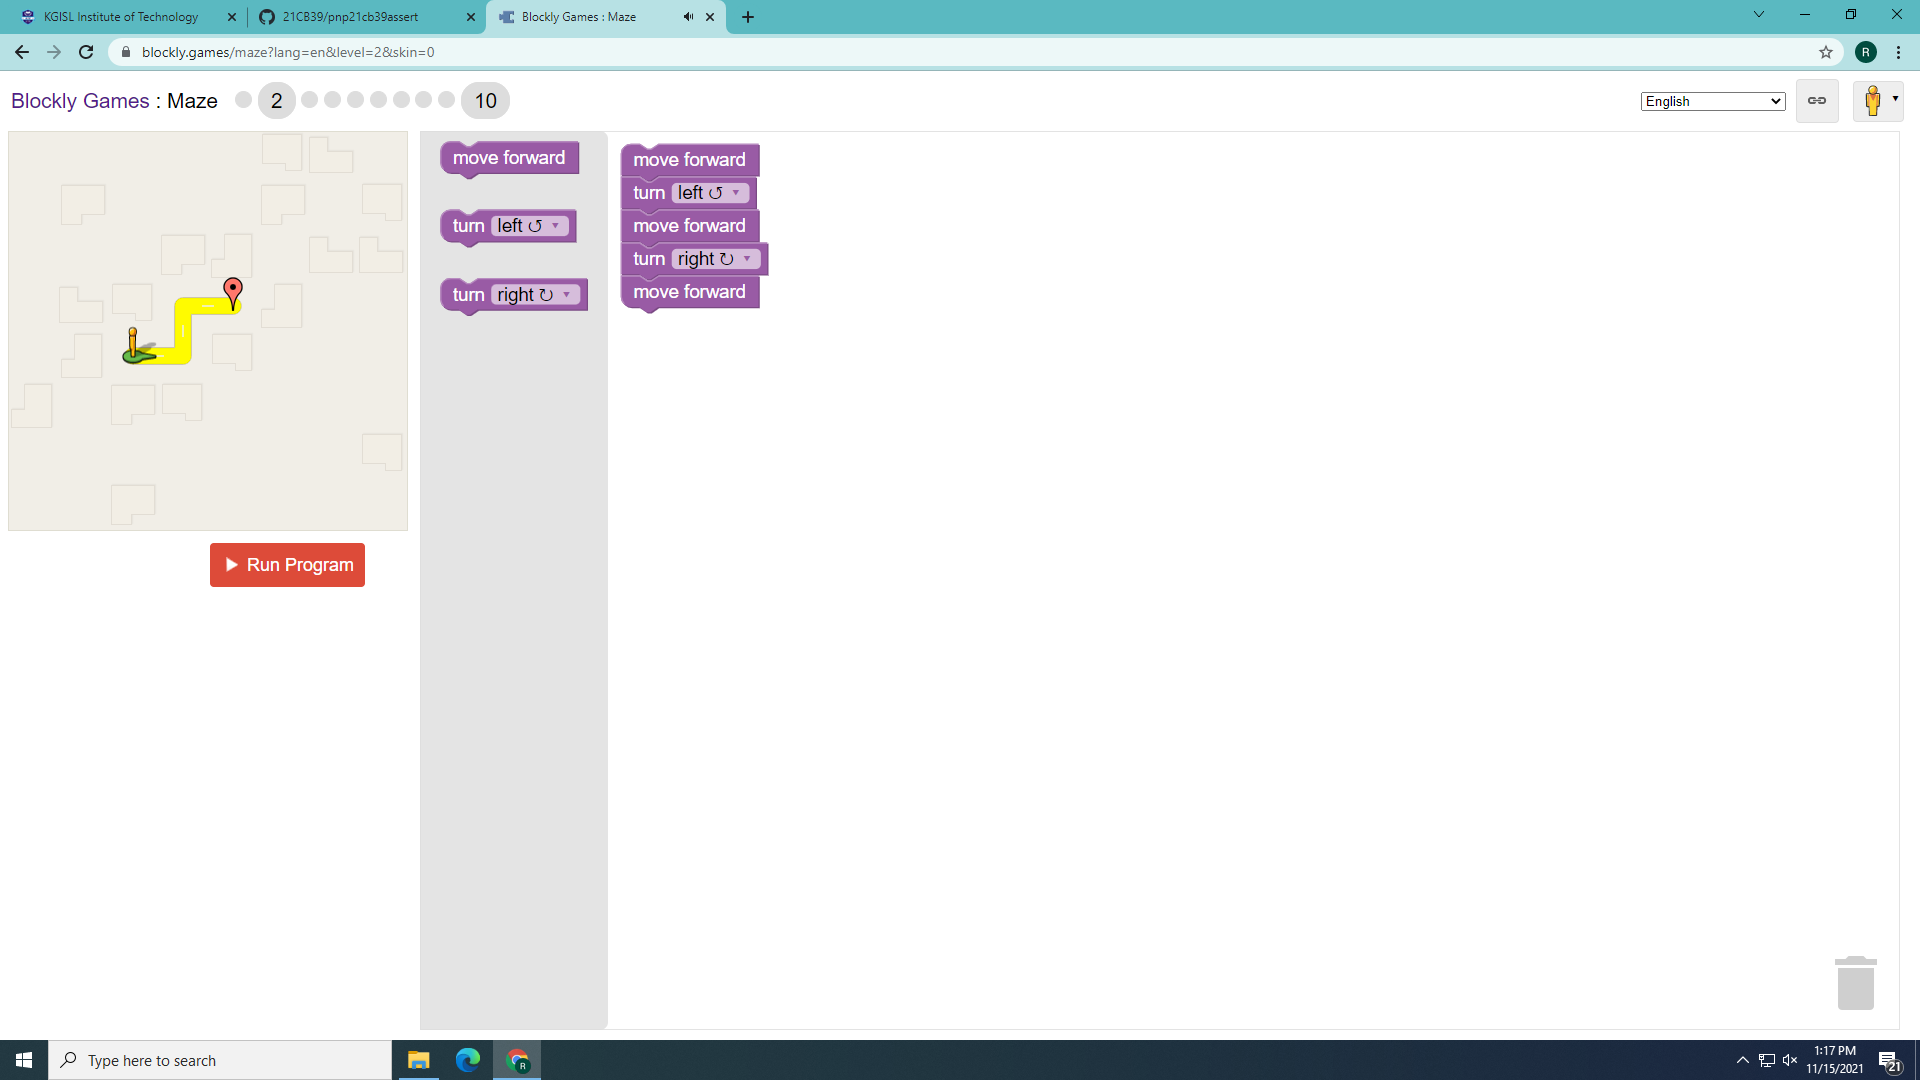 KGISL Institute of Technology
21CB39/pnp21cb39assert
Blockly Games : Maze
blockly.games/maze?lang=en&level=2&skin=0
R
Blockly Games : Maze
2
10
English
move forward
turn left ↺
turn right ↻
move forward
turn left ↺
move forward
turn right ↻
move forward
Run Program
Type here to search
R
1:17 PM
11/15/2021
21